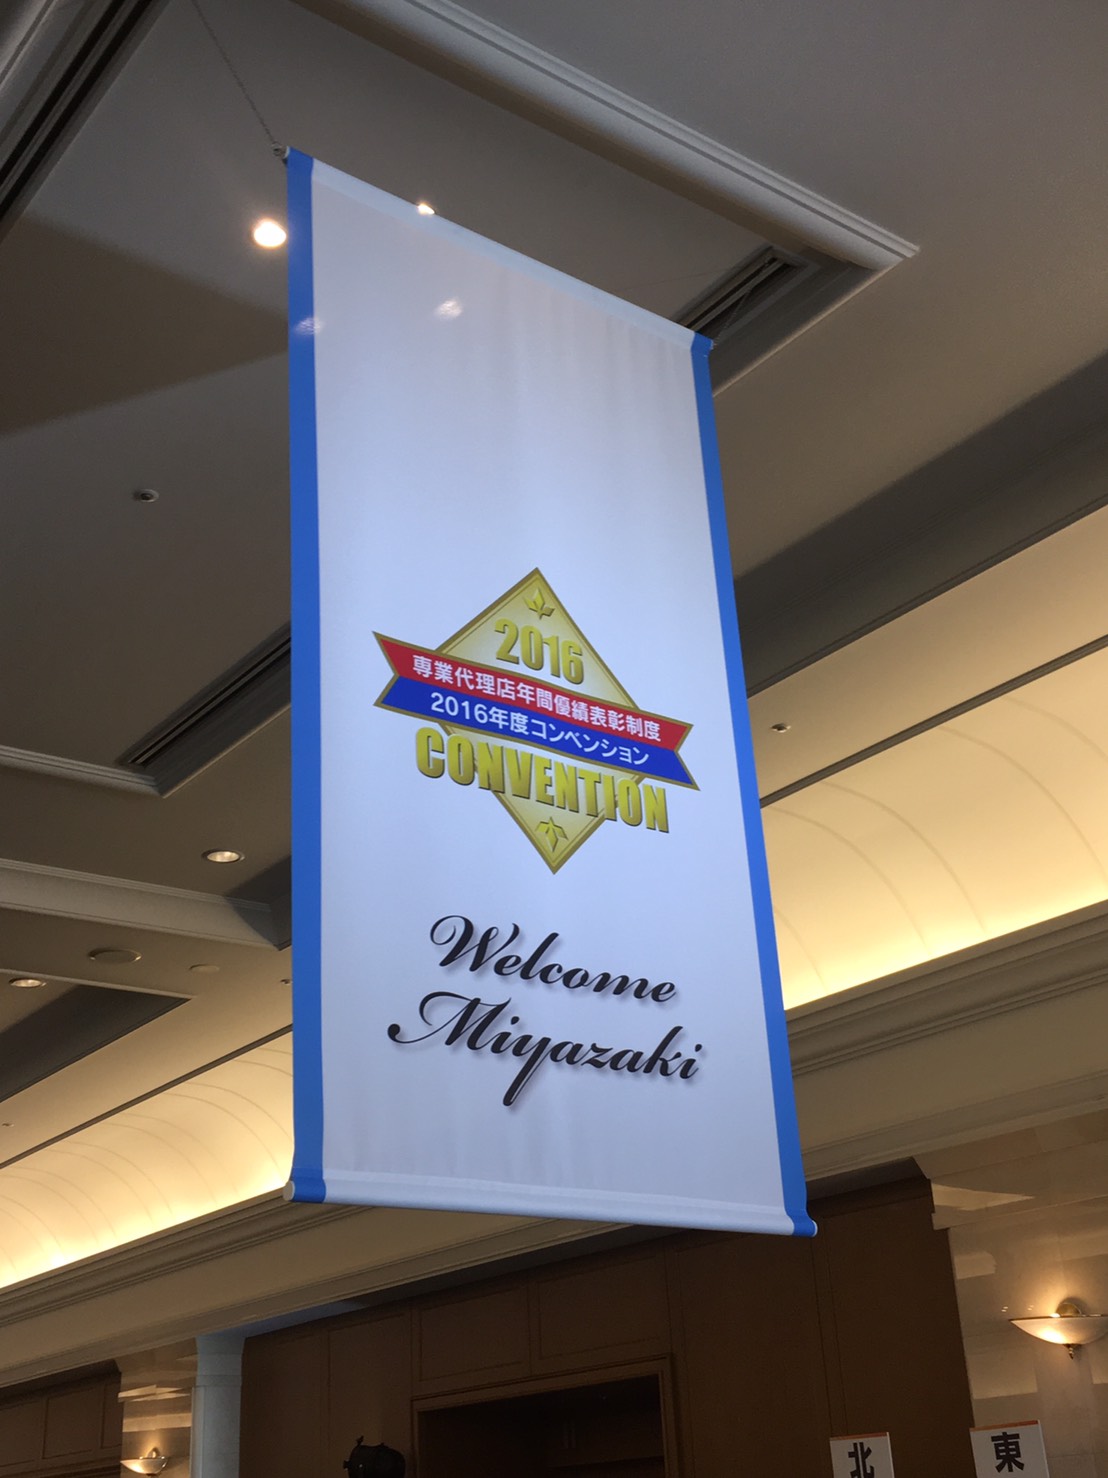 2016
専業代理店年間優績表彰制度
2016年度コンベンション
CONVENTION
Welcome
Miyazaki
北
東